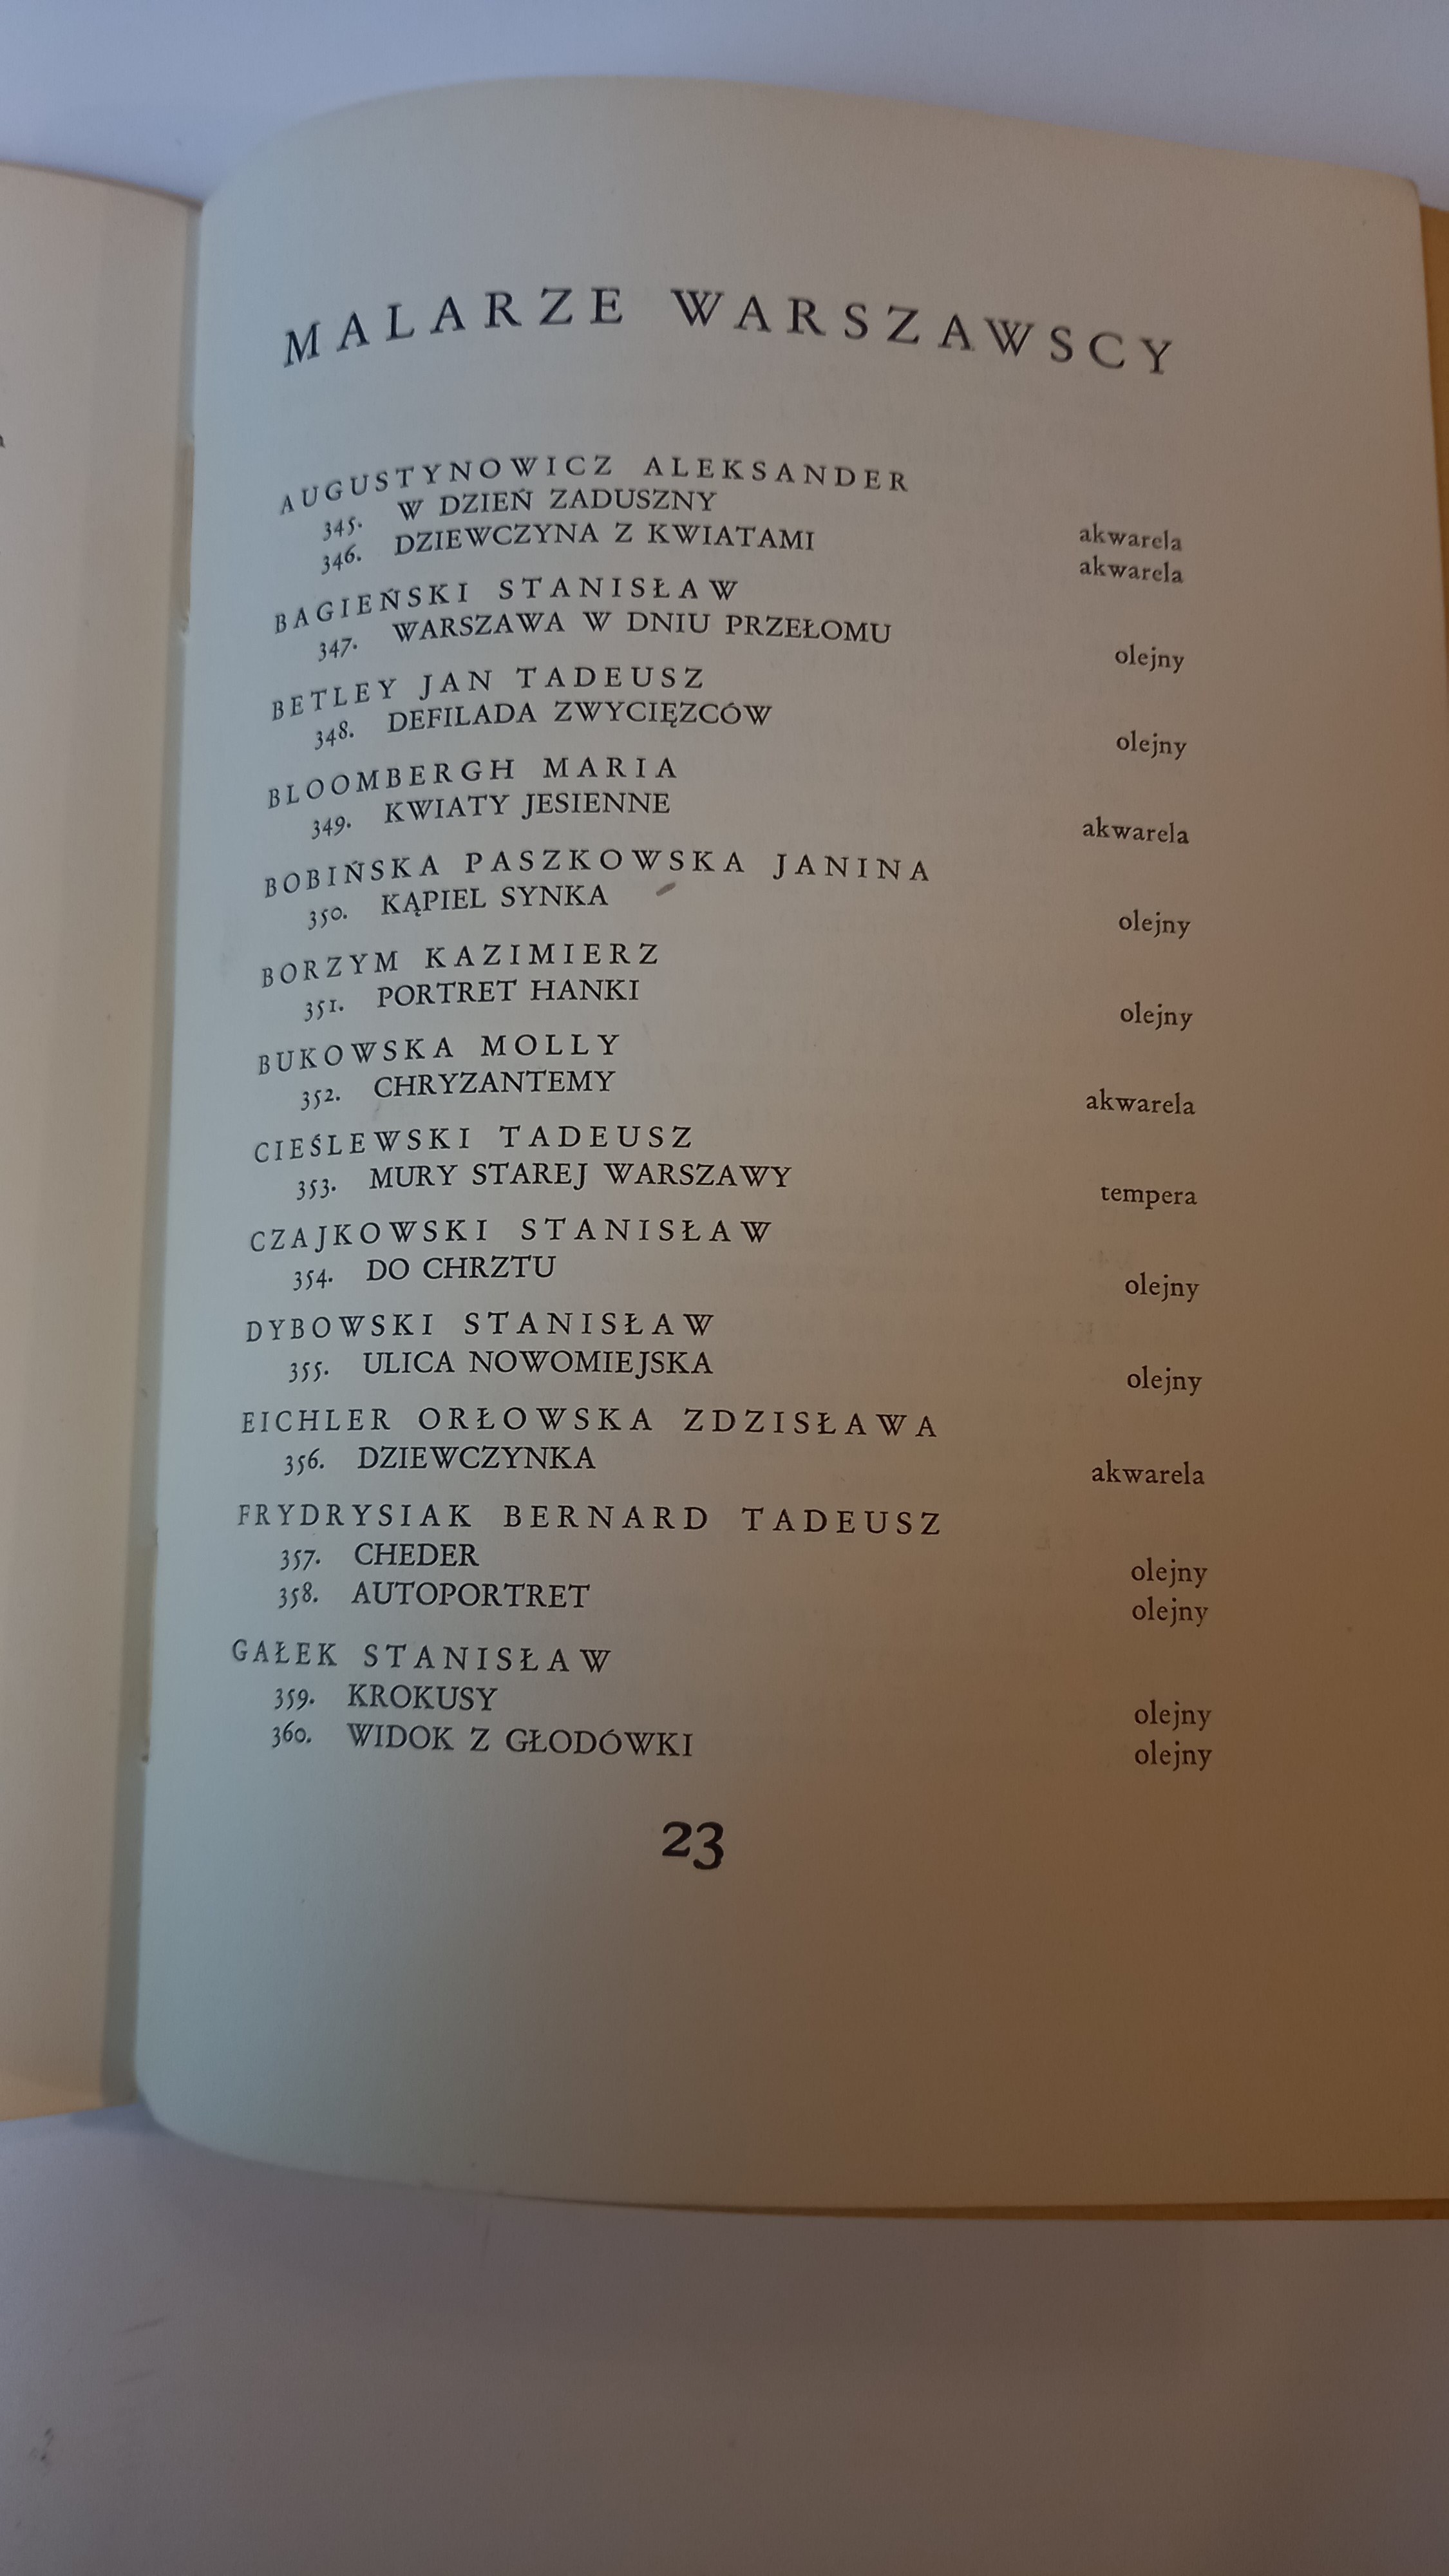 MALARZE WARSZAWSCY
AUGUSTYNOWICZ ALEKSANDER
345. W DZIEŃ ZADUSZNY akwarela
346. DZIEWCZYNA Z KWIATAMI akwarela
BAGIEŃSKI STANISŁAW
347. WARSZAWA W DNIU PRZEŁOMU olejny
BETLEY JAN TADEUSZ
348. DEFILADA ZWYCIĘZCÓW olejny
BLOOMBERGH MARIA
349. KWIATY JESIENNE akwarela
BOBIŃSKA PASZKOWSKA JANINA
350. KĄPIEL SYNKA olejny
BORZYM KAZIMIERZ
351. PORTRET HANKI olejny
BUKOWSKA MOLLY
352. CHRYZANTEMY akwarela
CIEŚLEWSKI TADEUSZ
353. MURY STAREJ WARSZAWY tempera
CZAJKOWSKI STANISŁAW
354. DO CHRZTU olejny
DYBOWSKI STANISŁAW
355. ULICA NOWOMIEJSKA olejny
EICHLER ORŁOWSKA ZDZISŁAWA
356. DZIEWCZYNKA akwarela
FRYDRYSIAK BERNARD TADEUSZ
357. CHEDER olejny
358. AUTOPORTRET olejny
GAŁEK STANISŁAW
359. KROKUSY olejny
360. WIDOK Z GŁODÓWKI olejny
23